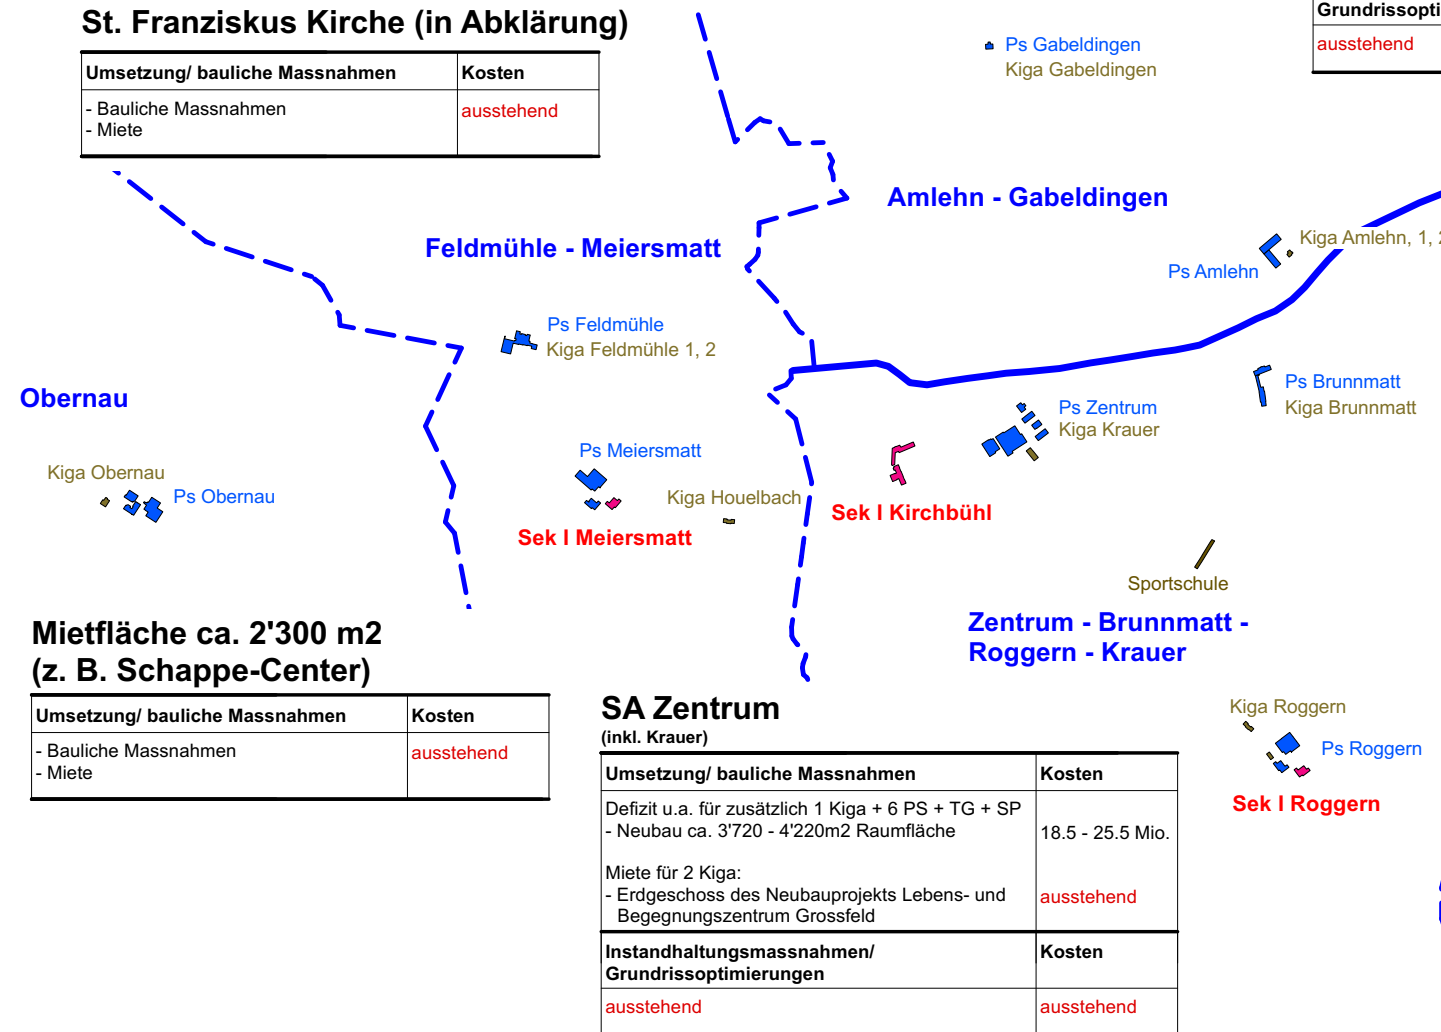 St. Franziskus Kirche (in Abklärung)
Umsetzung/ bauliche Massnahmen Kosten
- Bauliche Massnahmen ausstehend
- Miete
Grundrissopti
ausstehend
Ps Gabeldingen
Kiga Gabeldingen
Amlehn - Gabeldingen
Feldmühle - Meiersmatt
Kiga Amlehn, 1, 2
Ps Amlehn
Ps Feldmühle
Kiga Feldmühle 1, 2
Obernau
Ps Brunnmatt
Kiga Brunnmatt
Ps Zentrum
Kiga Krauer
Ps Meiersmatt
Kiga Obernau
Ps Obernau
Kiga Houelbach
Sek I Kirchbühl
Sek I Meiersmatt
Sportschule
Zentrum - Brunnmatt -
Roggern - Krauer
Mietfläche ca. 2'300 m2
(z. B. Schappe-Center)
Umsetzung/ bauliche Massnahmen Kosten
- Bauliche Massnahmen ausstehend
- Miete
SA Zentrum
(inkl. Krauer)
Umsetzung/ bauliche Massnahmen Kosten
Defizit u.a. für zusätzlich 1 Kiga + 6 PS + TG + SP
- Neubau ca. 3'720 - 4'220m2 Raumfläche 18.5 - 25.5 Mio.
Miete für 2 Kiga:
- Erdgeschoss des Neubauprojekts Lebens- und ausstehend
Begegnungszentrum Grossfeld
Instandhaltungsmassnahmen/ Kosten
Grundrissoptimierungen
ausstehend ausstehend
Kiga Roggern
Ps Roggern
Sek I Roggern